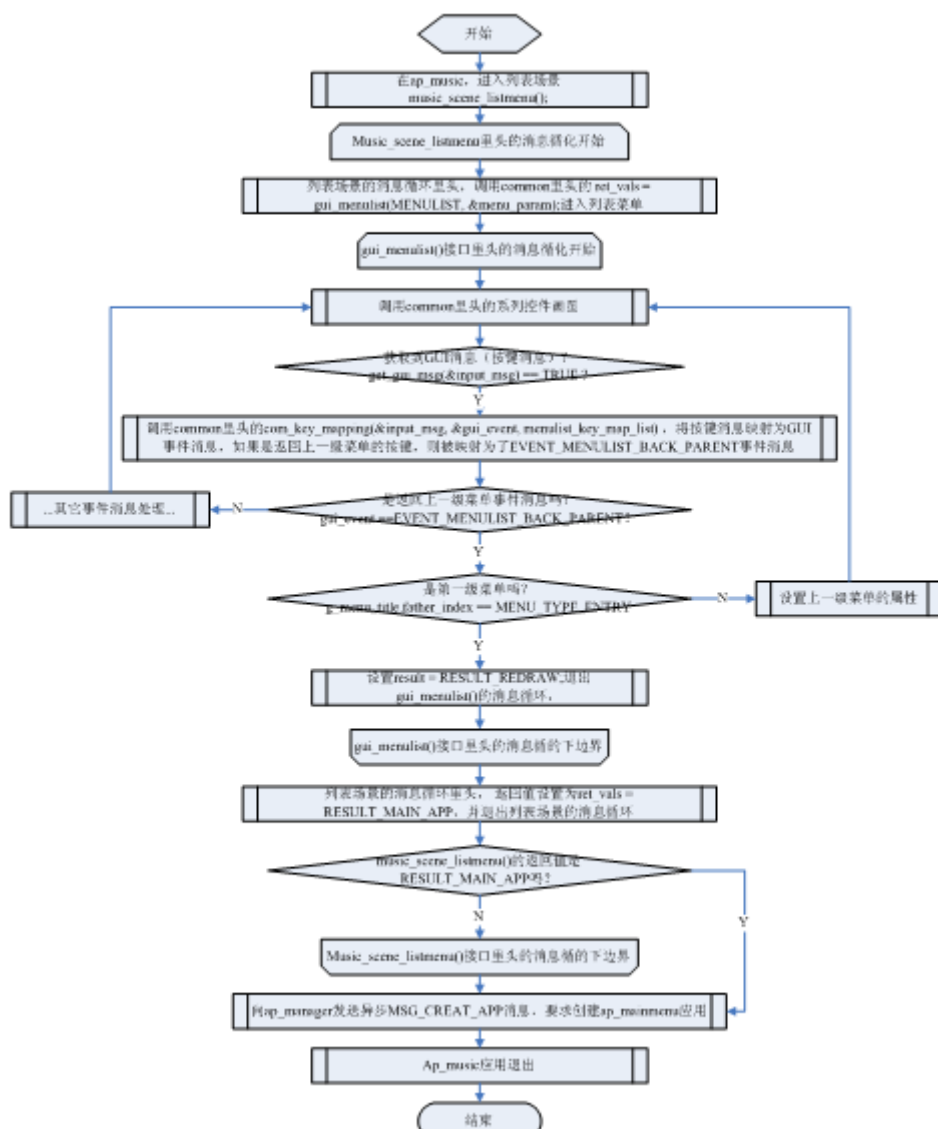 开始
在ap_music，进入列表场景
music_scene_listmenu();
Music_scene_listmenu里头的消息循化开始
列表场景的消息循环里头，调用common里头的 ret_vals =
gui_menulist(MENULIST, &menu_param);进入列表菜单
gui_menulist()接口里头的消息循化开始
调用common里头的系列控件画图
获取到GUI消息（按键消息）？
get_gui_msg(&input_msg) == TRUE ?
Y
调用common里头的com_key_mapping(&input_msg, &gui_event, menulist_key_map_list)，将按键消息映射为GUI
事件消息，如果是返回上一级菜单的按键，则被映射为了EVENT_MENULIST_BACK_PARENT事件消息
是返回上一级菜单事件消息吗？
gui_event ==EVENT_MENULIST_BACK_PARENT?
N
...其它事件消息处理...
Y
是第一级菜单吗？
g_menu_title.father_index == MENU_TYPE_ENTRY
N
设置上一级菜单的属性
Y
设置result = RESULT_REDRAW,退出
gui_menulist()的消息循环，
gui_menulist()接口里头的消息循的下边界
列表场景的消息循环里头， 返回值设置为ret_vals =
RESULT_MAIN_APP，并退出列表场景的消息循环
music_scene_listmenu()的返回值是
RESULT_MAIN_APP吗?
Y
N
Music_scene_listmenu()接口里头的消息循的下边界
向ap_manager发送异步MSG_CREAT_APP消息，要求创建ap_mainmenu应用
Ap_music应用退出
结束